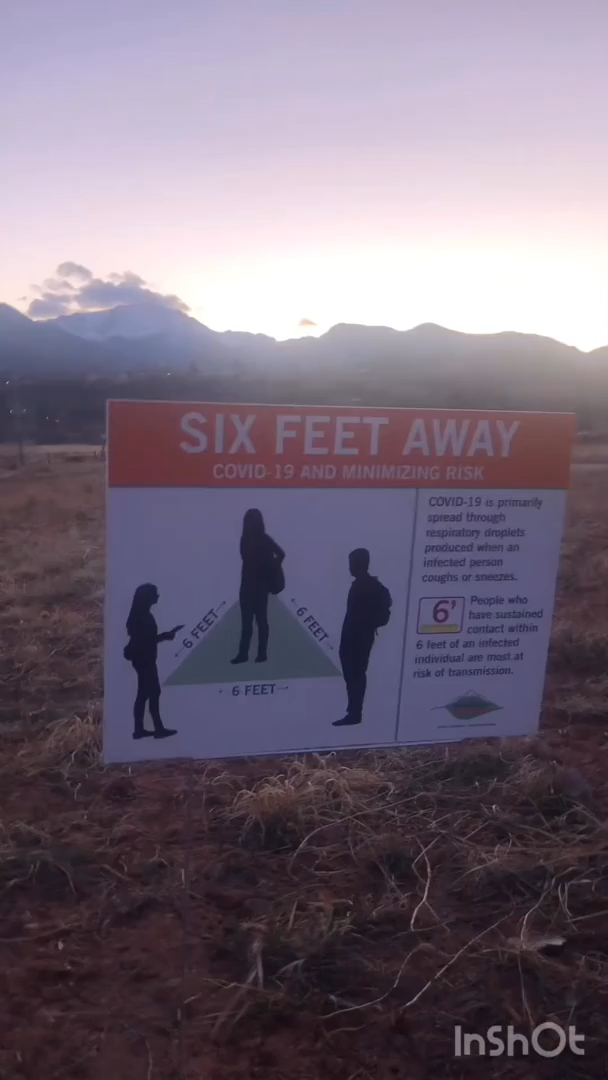 SIX FEET AWAY
COVID-19 AND MINIMIZING RISK
6 FEET
6 FEET
6 FEET
COVID-19 is primarily
spread through
respiratory droplets
produced when an
infected person
coughs or sneezes.
6'
People who
have sustained
contact within
6 feet of an infected
individual are most at
risk of transmission.
InShOt